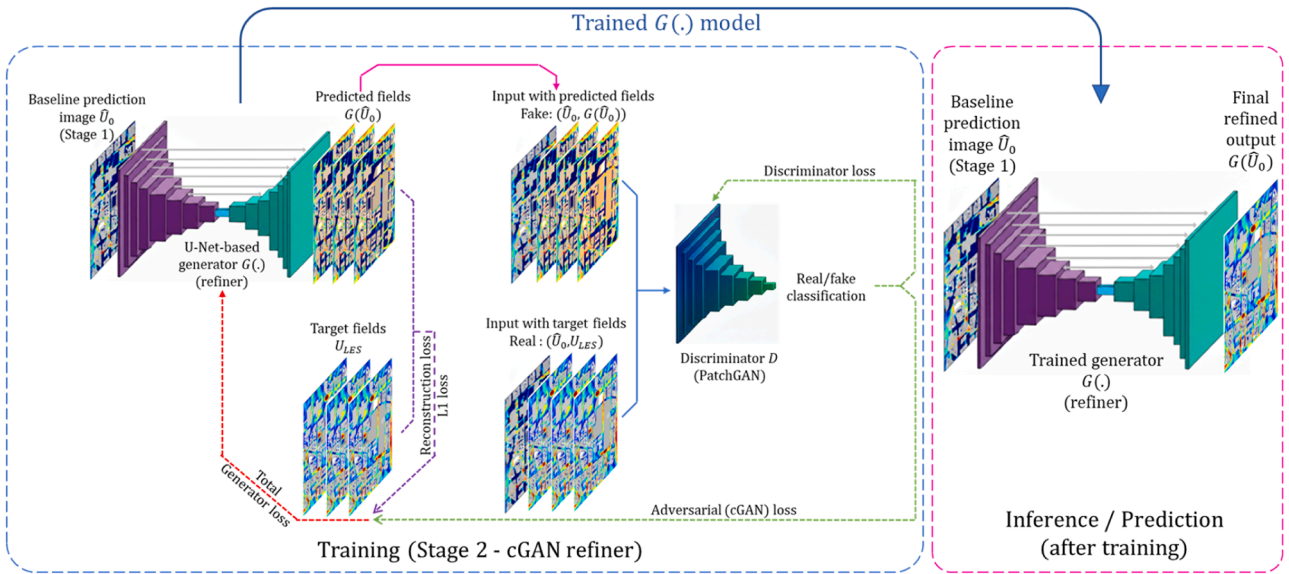 Trained G(.) model
Baseline prediction
image Û₀
(Stage 1)
Predicted fields
G(Û₀)
Input with predicted fields
Fake: (Û₀, G(Û₀))
U-Net-based
generator G(.)
(refiner)
Discriminator loss
Real/fake
classification
Target fields
U_LES
Input with target fields
Real : (Û₀,U_LES)
Discriminator D
(PatchGAN)
Reconstruction loss
L1 loss
Total
Generator loss
Adversarial (cGAN) loss
Training (Stage 2 - cGAN refiner)
Baseline
prediction
image Û₀
(Stage 1)
Final
refined
output
G(Û₀)
Trained generator
G(.)
(refiner)
Inference / Prediction
(after training)